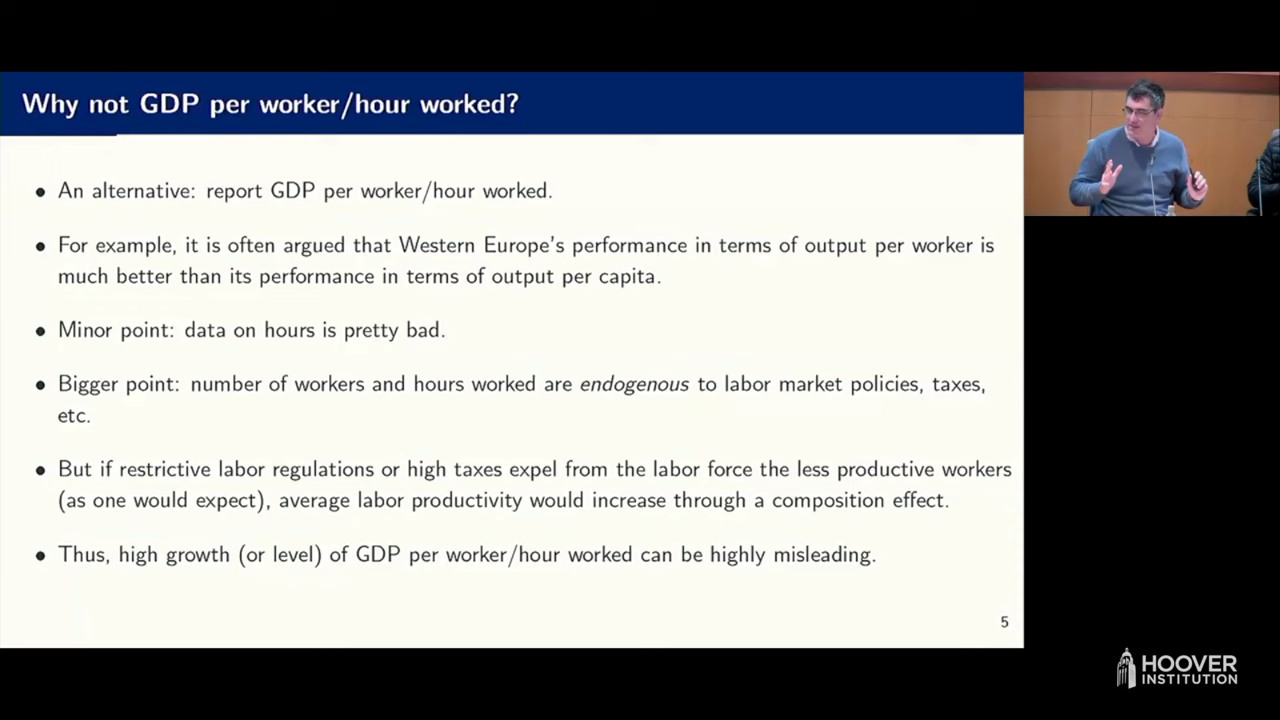 Why not GDP per worker/hour worked?
• An alternative: report GDP per worker/hour worked.
• For example, it is often argued that Western Europe's performance in terms of output per worker is
much better than its performance in terms of output per capita.
• Minor point: data on hours is pretty bad.
• Bigger point: number of workers and hours worked are endogenous to labor market policies, taxes,
etc.
• But if restrictive labor regulations or high taxes expel from the labor force the less productive workers
(as one would expect), average labor productivity would increase through a composition effect.
• Thus, high growth (or level) of GDP per worker/hour worked can be highly misleading.
5
HOOVER
INSTITUTION